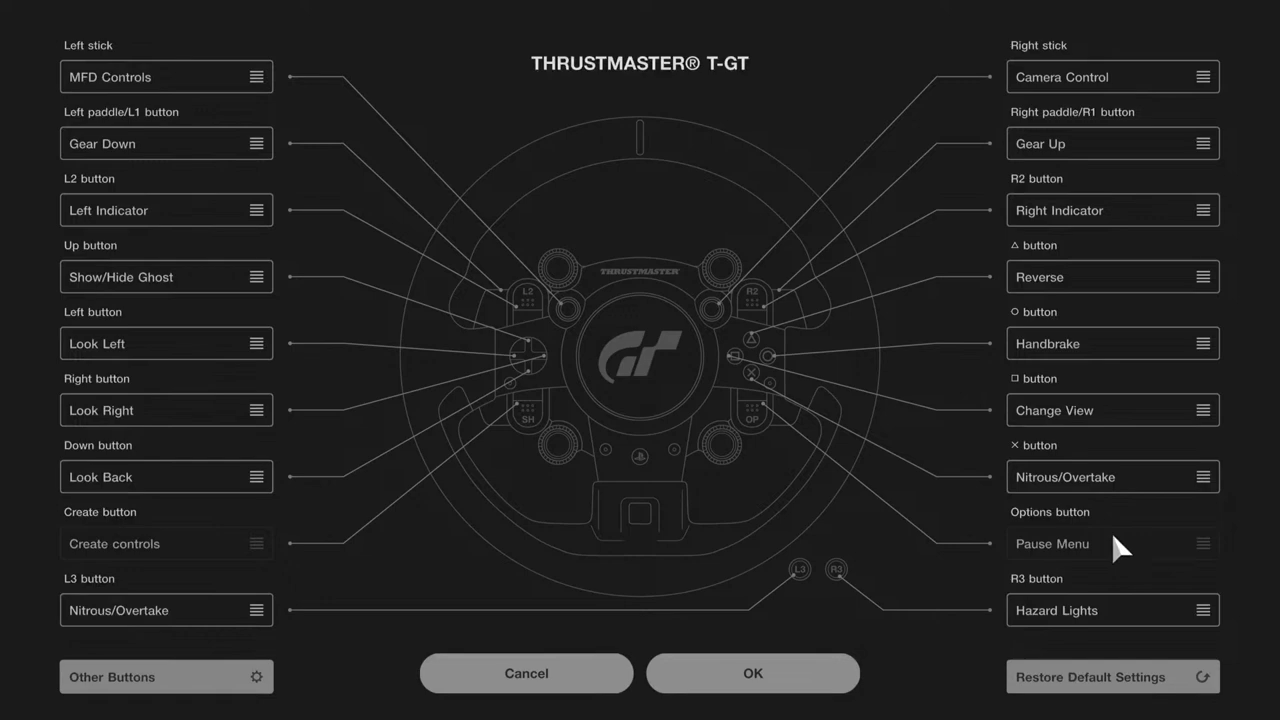 THRUSTMASTER® T-GT
Left stick
MFD Controls
Left paddle/L1 button
Gear Down
L2 button
Left Indicator
Up button
Show/Hide Ghost
Left button
Look Left
Right button
Look Right
Down button
Look Back
Create button
Create controls
L3 button
Nitrous/Overtake
Other Buttons
THRUSTMASTER
L2
R2
GT
SH
OP
L3
R3
Cancel
OK
Right stick
Camera Control
Right paddle/R1 button
Gear Up
R2 button
Right Indicator
△ button
Reverse
○ button
Handbrake
□ button
Change View
✕ button
Nitrous/Overtake
Options button
Pause Menu
R3 button
Hazard Lights
Restore Default Settings